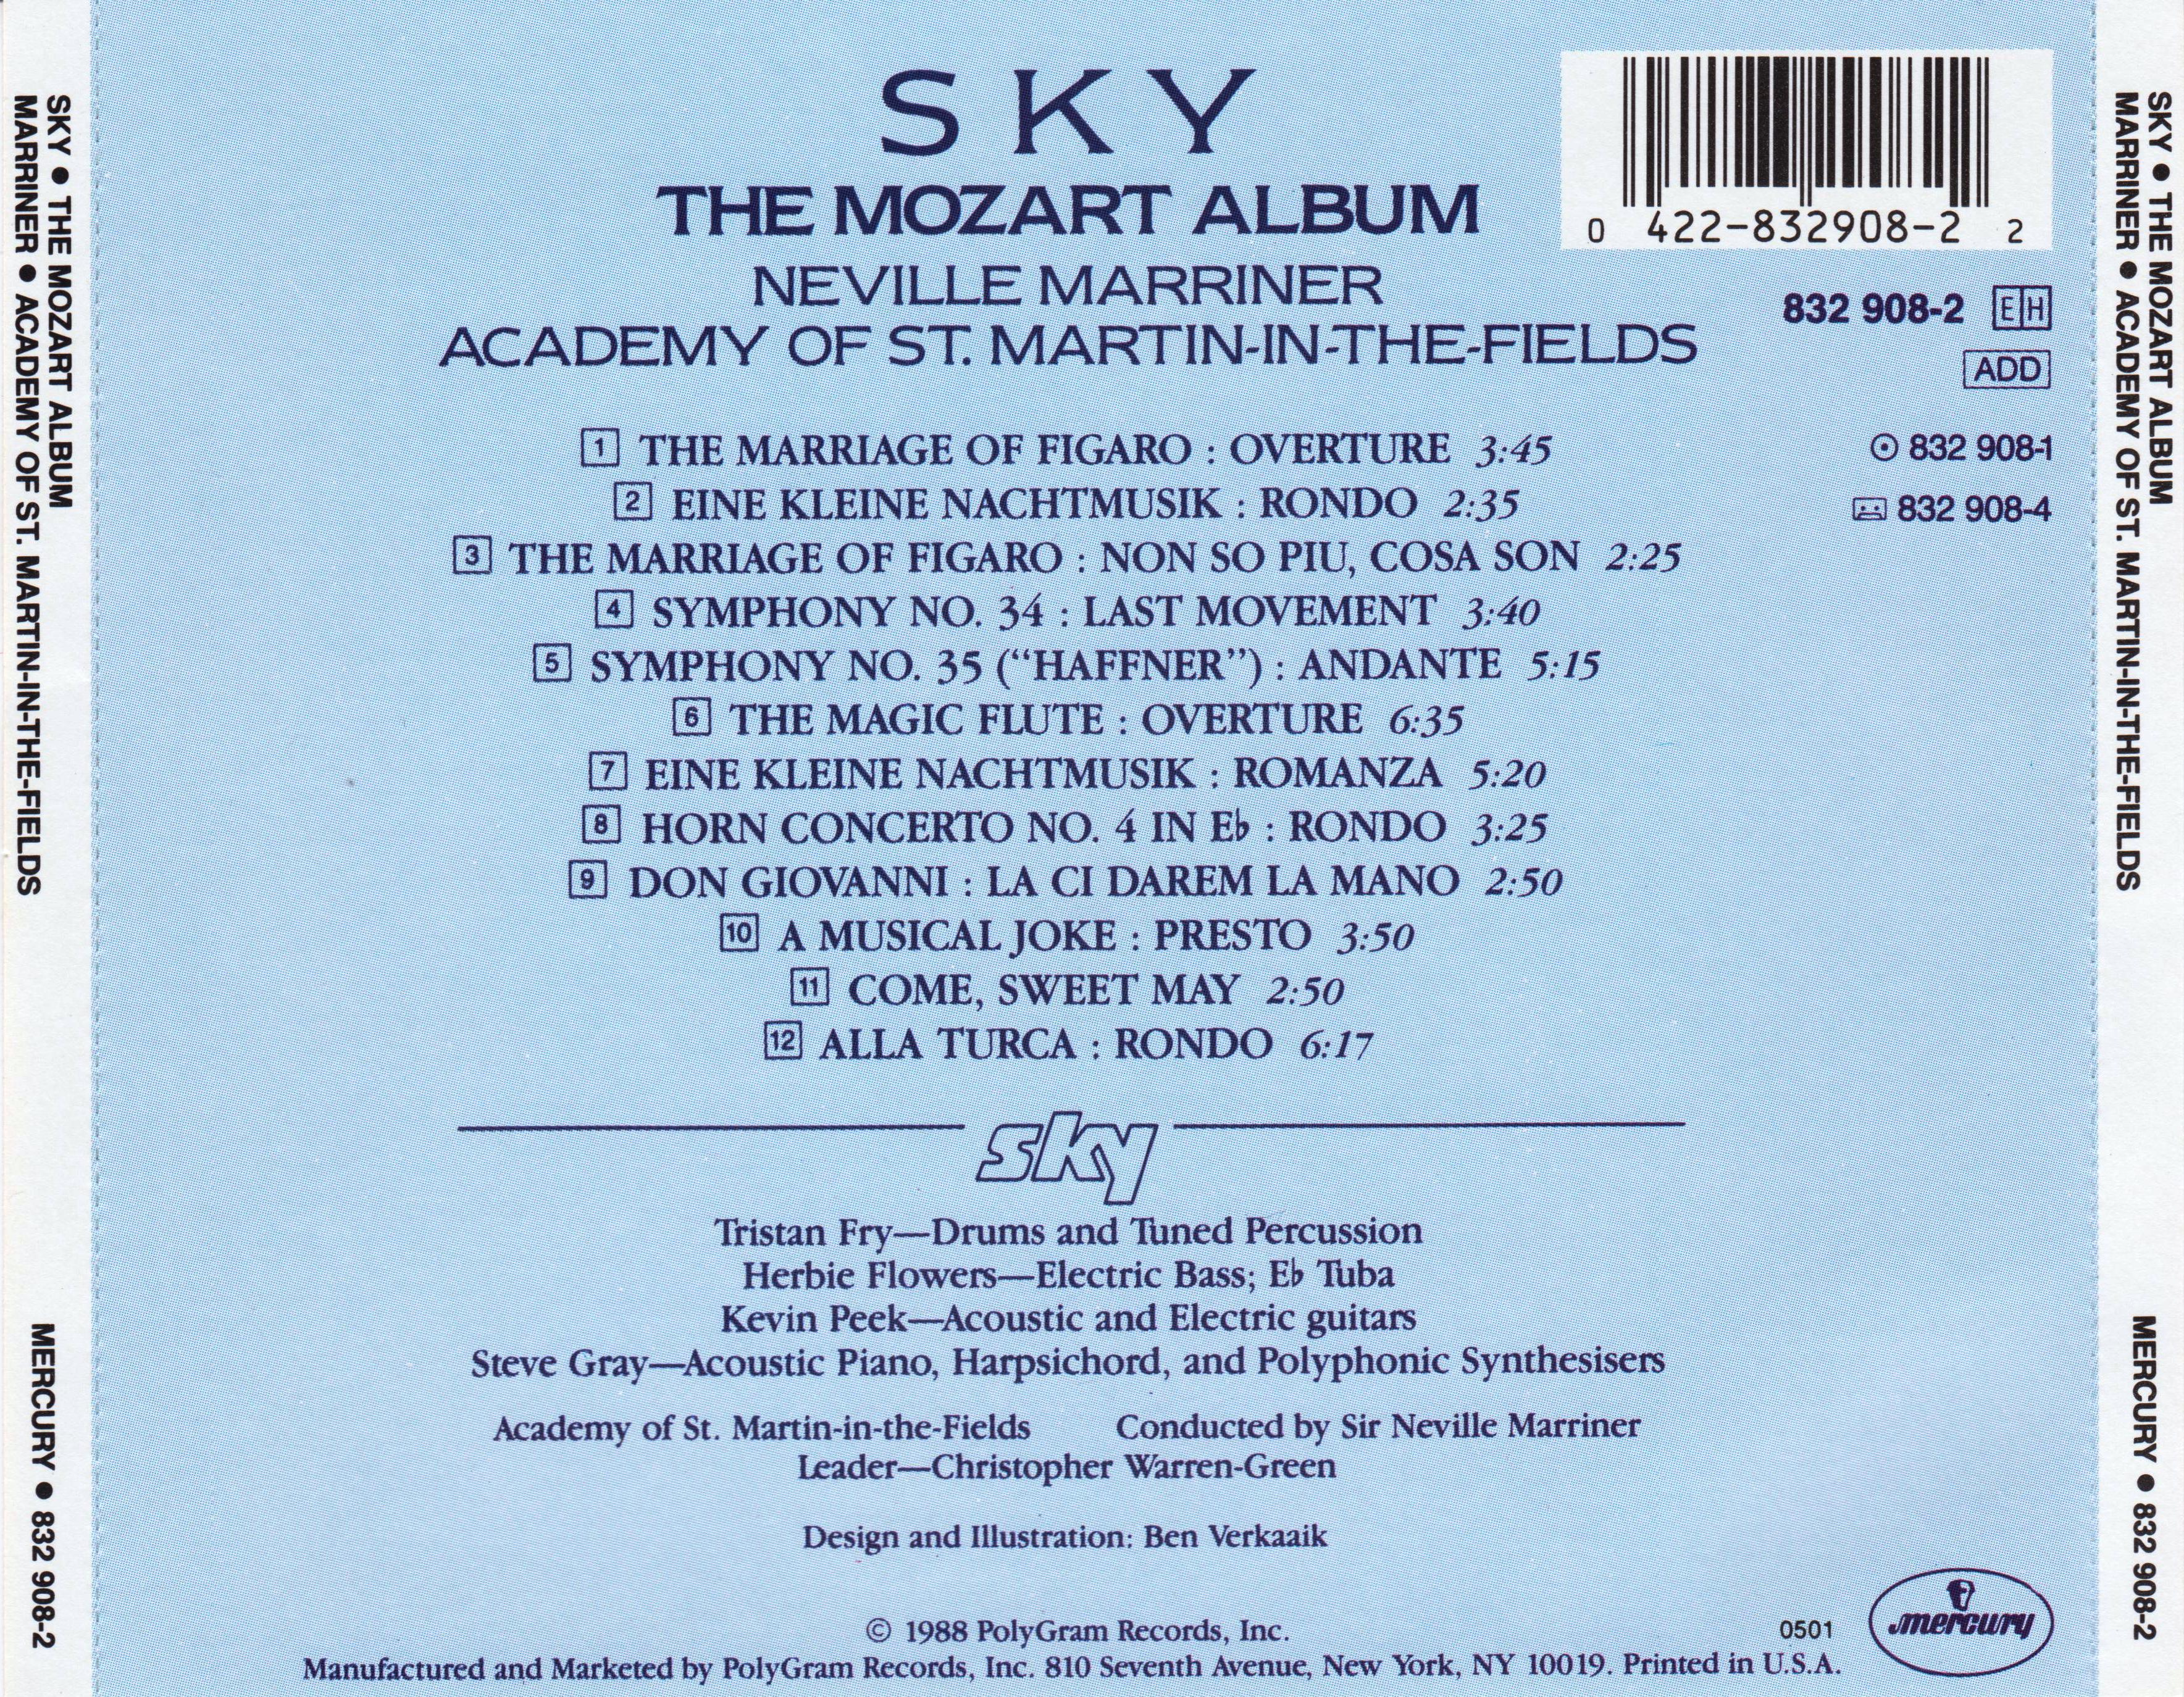 SKY
THE MOZART ALBUM
NEVILLE MARRINER
ACADEMY OF ST. MARTIN-IN-THE-FIELDS
0 422-832908-2 2
832 908-2 EH
ADD
832 908-1
832 908-4
1 THE MARRIAGE OF FIGARO : OVERTURE 3:45
2 EINE KLEINE NACHTMUSIK : RONDO 2:35
3 THE MARRIAGE OF FIGARO : NON SO PIU, COSA SON 2:25
4 SYMPHONY NO. 34 : LAST MOVEMENT 3:40
5 SYMPHONY NO. 35 (“HAFFNER”) : ANDANTE 5:15
6 THE MAGIC FLUTE : OVERTURE 6:35
7 EINE KLEINE NACHTMUSIK : ROMANZA 5:20
8 HORN CONCERTO NO. 4 IN E♭ : RONDO 3:25
9 DON GIOVANNI : LA CI DAREM LA MANO 2:50
10 A MUSICAL JOKE : PRESTO 3:50
11 COME, SWEET MAY 2:50
12 ALLA TURCA : RONDO 6:17
sky
Tristan Fry—Drums and Tuned Percussion
Herbie Flowers—Electric Bass; E♭ Tuba
Kevin Peek—Acoustic and Electric guitars
Steve Gray—Acoustic Piano, Harpsichord, and Polyphonic Synthesisers
Academy of St. Martin-in-the-Fields Conducted by Sir Neville Marriner
Leader—Christopher Warren-Green
Design and Illustration: Ben Verkaaik
© 1988 PolyGram Records, Inc.
0501
mercury
Manufactured and Marketed by PolyGram Records, Inc. 810 Seventh Avenue, New York, NY 10019. Printed in U.S.A.
SKY ● THE MOZART ALBUM
MARRINER ● ACADEMY OF ST. MARTIN-IN-THE-FIELDS
MERCURY ● 832 908-2
SKY ● THE MOZART ALBUM
MARRINER ● ACADEMY OF ST. MARTIN-IN-THE-FIELDS
MERCURY ● 832 908-2